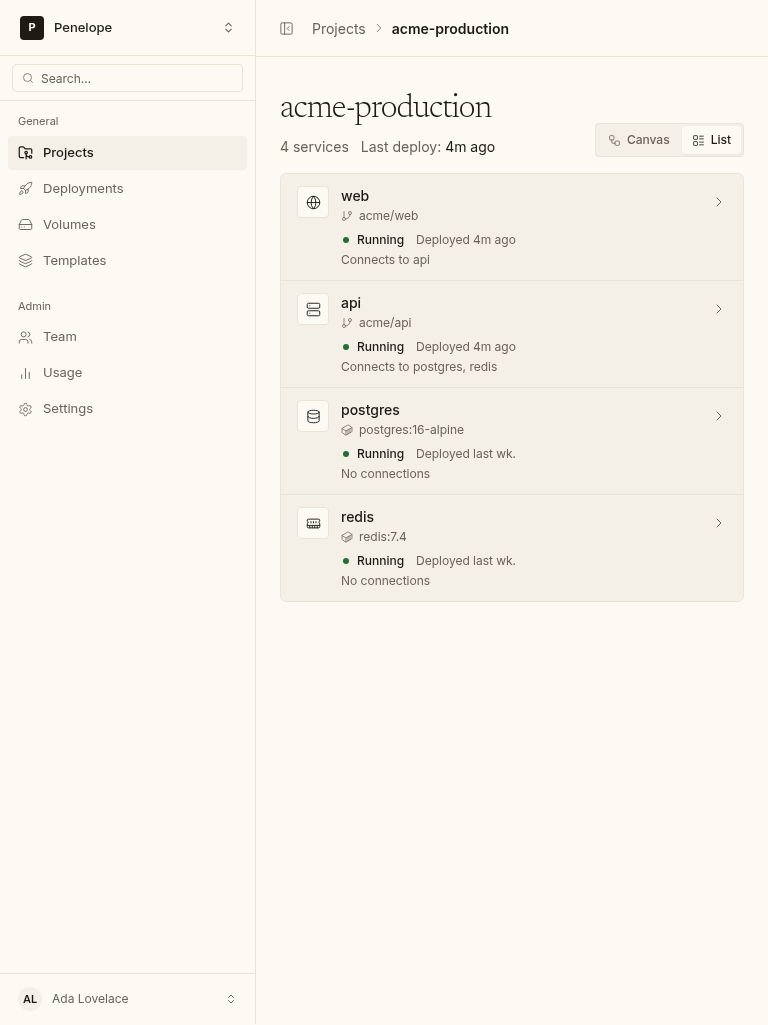 P Penelope
Search...
General
Projects
Deployments
Volumes
Templates
Admin
Team
Usage
Settings
AL Ada Lovelace
Projects acme-production
acme-production
4 services Last deploy: 4m ago
Canvas List
web
acme/web
Running Deployed 4m ago
Connects to api
api
acme/api
Running Deployed 4m ago
Connects to postgres, redis
postgres
postgres:16-alpine
Running Deployed last wk.
No connections
redis
redis:7.4
Running Deployed last wk.
No connections